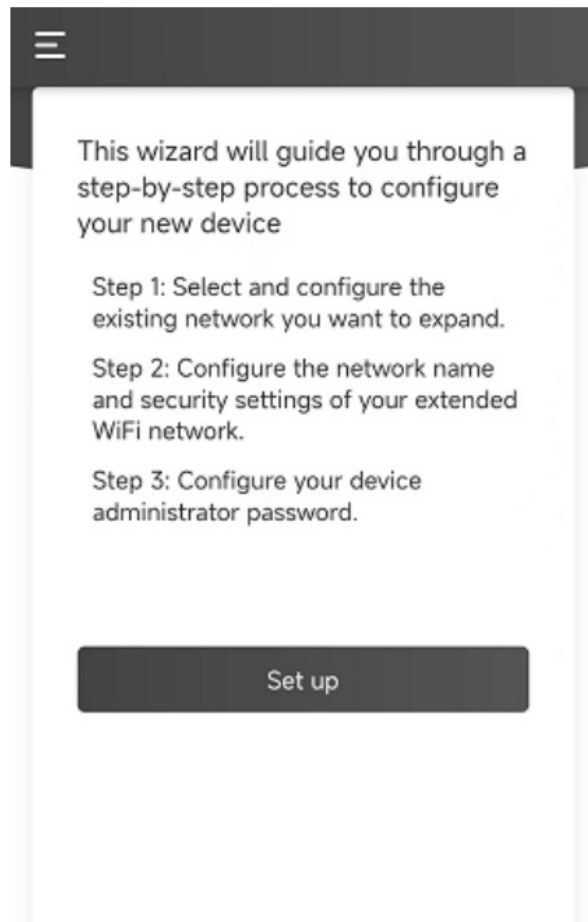 This wizard will guide you through a
step-by-step process to configure
your new device
Step 1: Select and configure the
existing network you want to expand.
Step 2: Configure the network name
and security settings of your extended
WiFi network.
Step 3: Configure your device
administrator password.
Set up